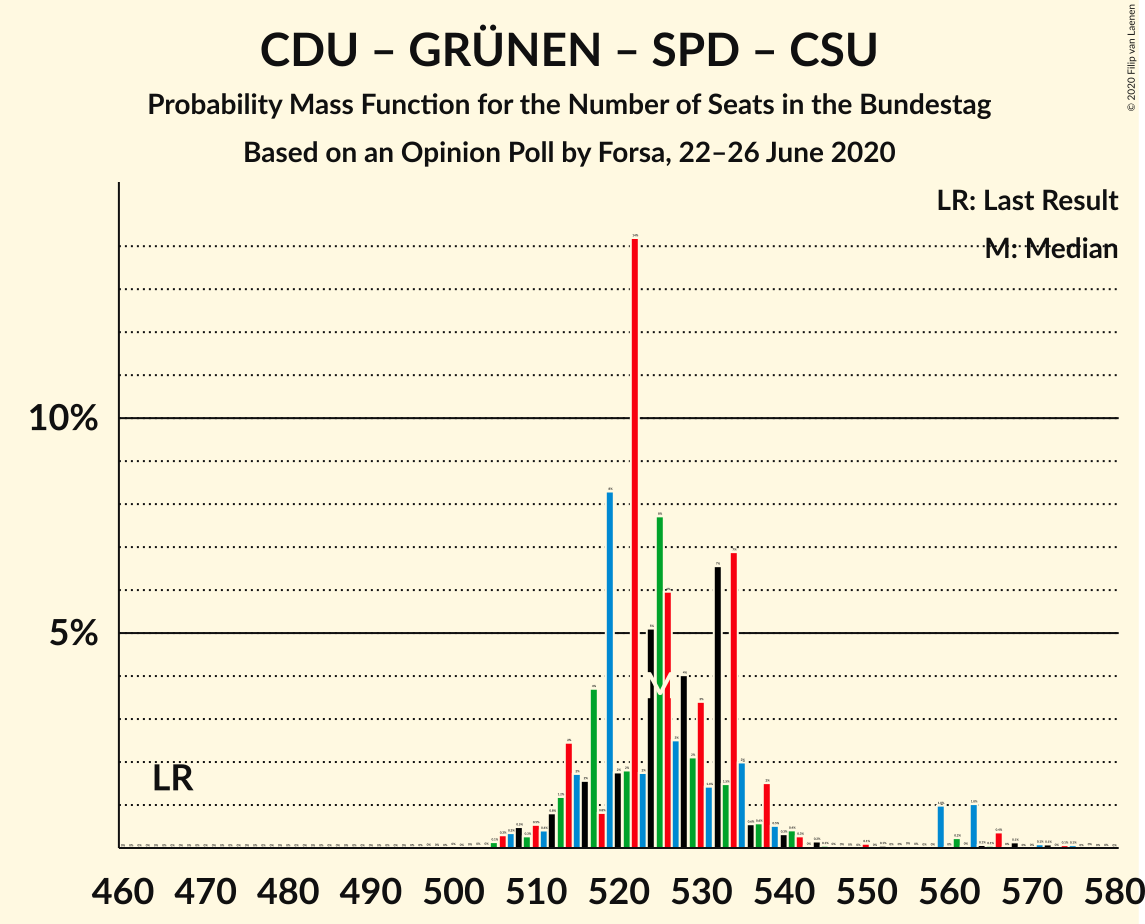 CDU – GRÜNEN – SPD – CSU
Probability Mass Function for the Number of Seats in the Bundestag
Based on an Opinion Poll by Forsa, 22–26 June 2020
© 2020 Filip van Laenen
LR: Last Result
M: Median
10%
5%
M
LR
460 470 480 490 500 510 520 530 540 550 560 570 580